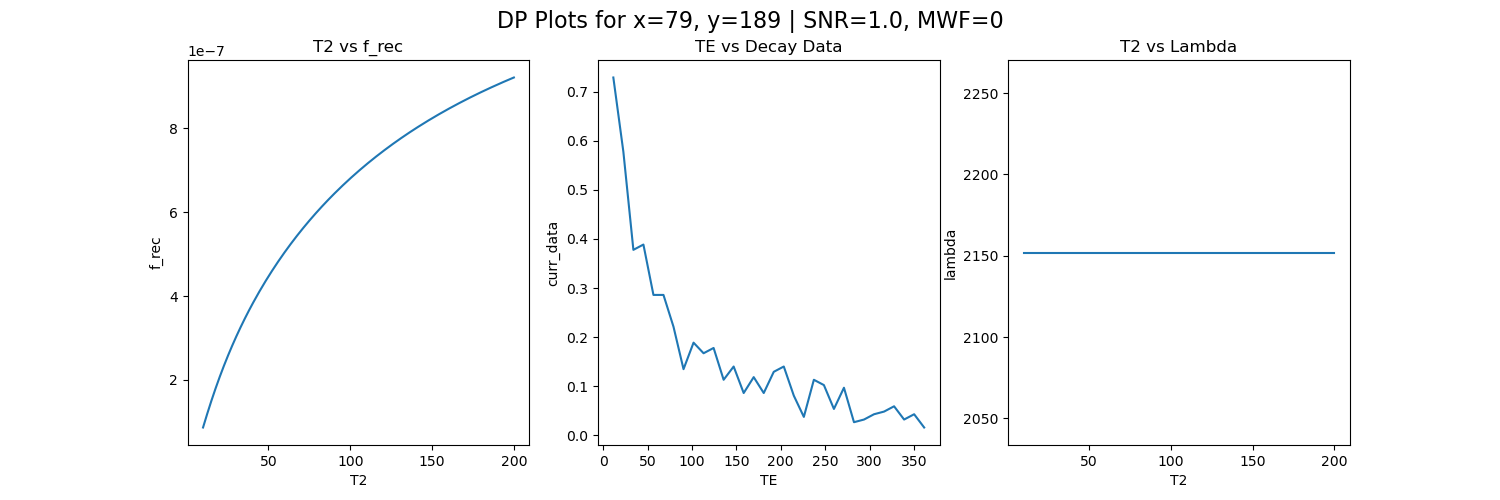 DP Plots for x=79, y=189 | SNR=1.0, MWF=0
T2 vs f_rec
1e−7
8
6
4
2
f_rec
50 100 150 200
T2
TE vs Decay Data
0.7
0.6
0.5
0.4
0.3
0.2
0.1
0.0
curr_data
0 50 100 150 200 250 300 350
TE
T2 vs Lambda
2250
2200
2150
2100
2050
lambda
50 100 150 200
T2